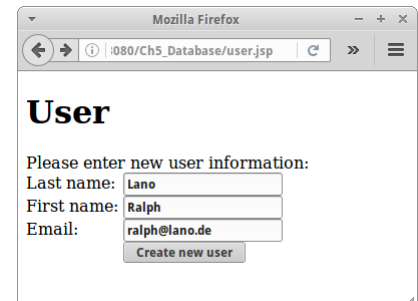 Mozilla Firefox
:8080/Ch5_Database/user.jsp
User
Please enter new user information:
Last name: Lano
First name: Ralph
Email: ralph@lano.de
Create new user